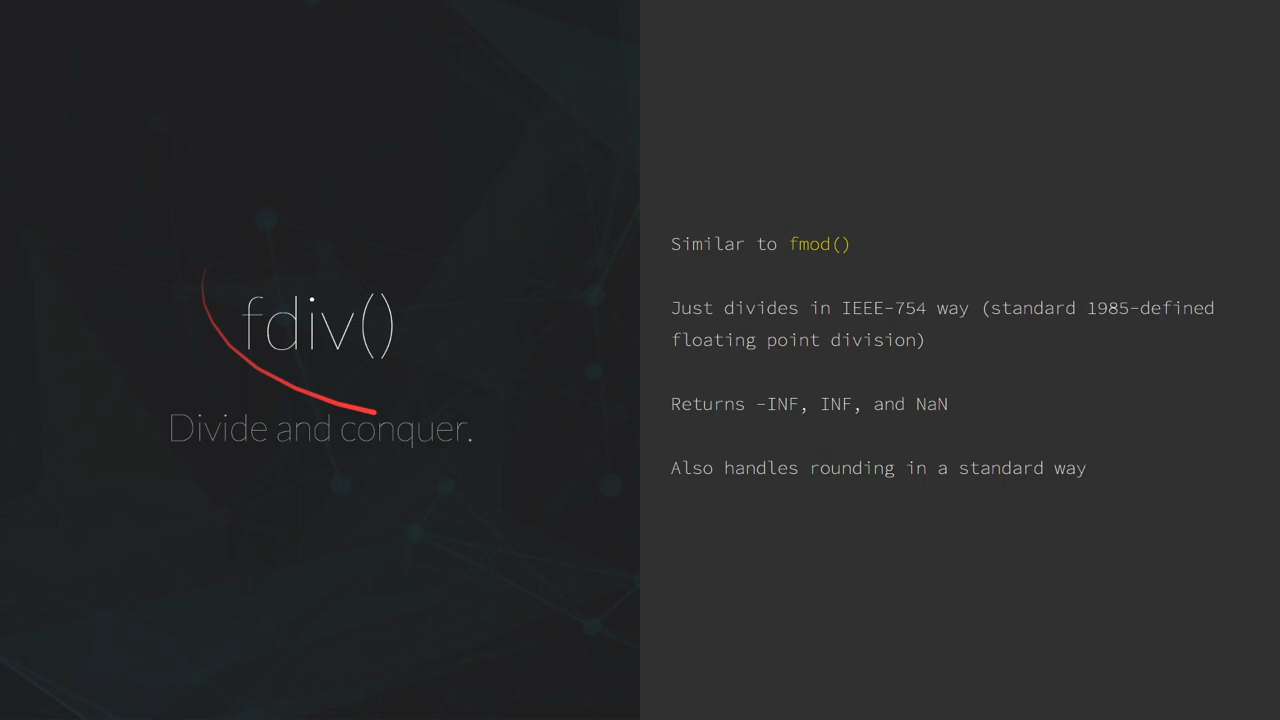 fdiv()
Divide and conquer.
Similar to fmod()
Just divides in IEEE-754 way (standard 1985-defined
floating point division)
Returns -INF, INF, and NaN
Also handles rounding in a standard way